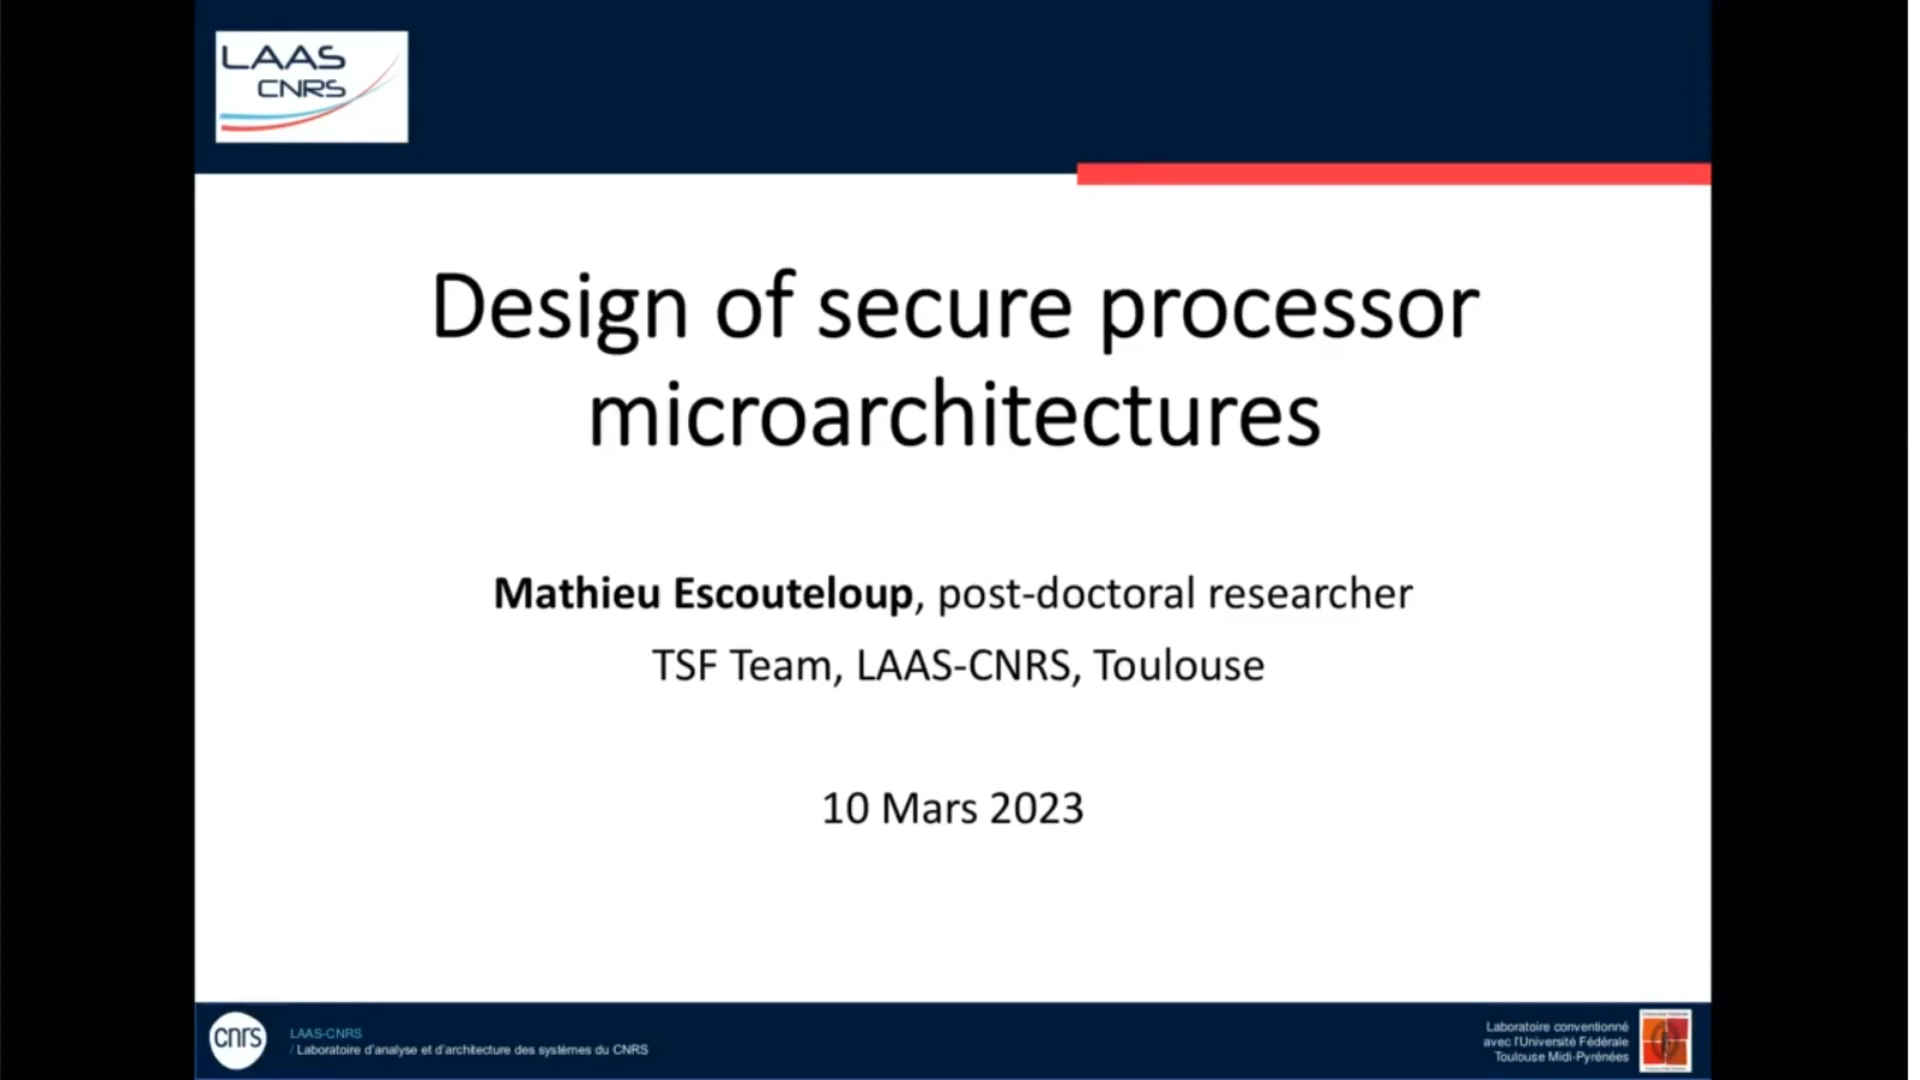 LAAS
CNRS
Design of secure processor
microarchitectures
Mathieu Escouteloup, post-doctoral researcher
TSF Team, LAAS-CNRS, Toulouse
10 Mars 2023
cnrs
LAAS-CNRS
/ Laboratoire d'analyse et d'architecture des systèmes du CNRS
Laboratoire conventionné
avec l'Université Fédérale
Toulouse Midi-Pyrénées